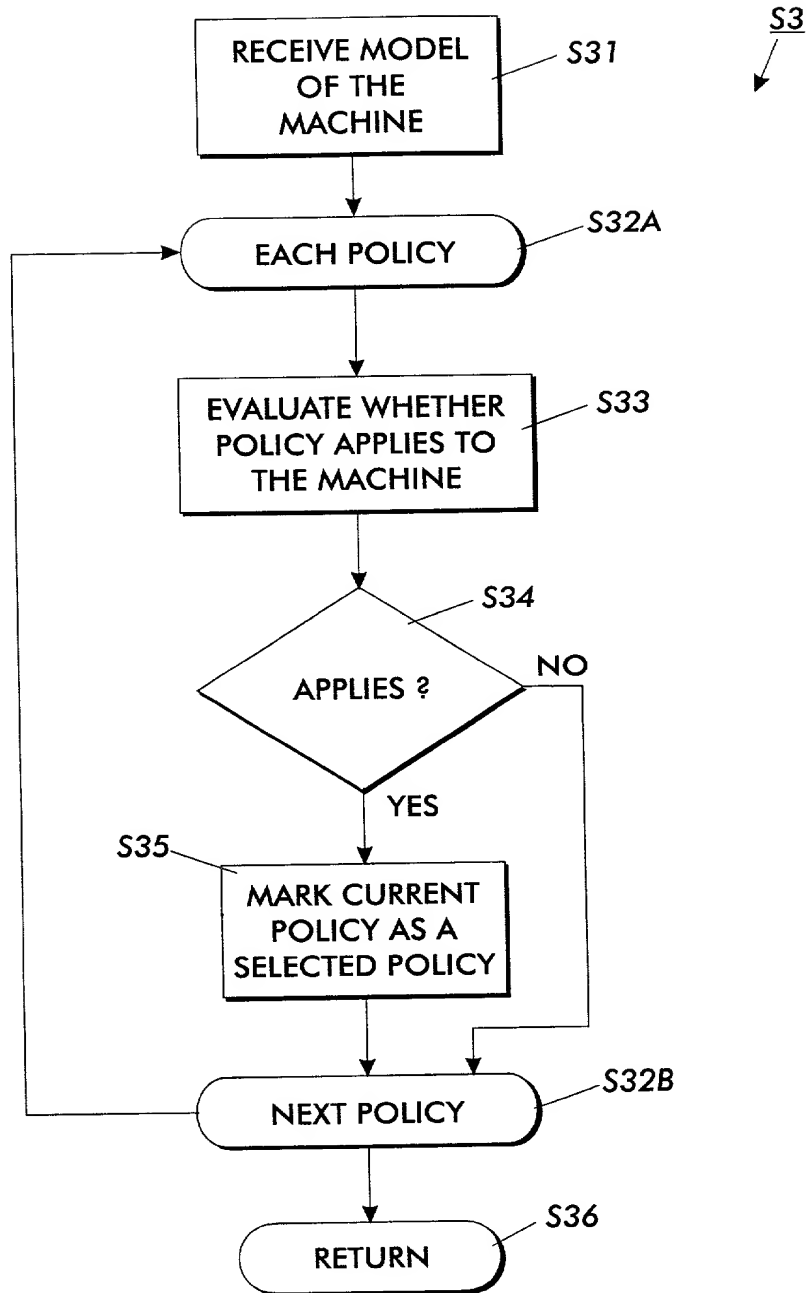 S3
RECEIVE MODEL
OF THE
MACHINE
S31
EACH POLICY
S32A
EVALUATE WHETHER
POLICY APPLIES TO
THE MACHINE
S33
S34
APPLIES ?
NO
YES
S35
MARK CURRENT
POLICY AS A
SELECTED POLICY
NEXT POLICY
S32B
RETURN
S36